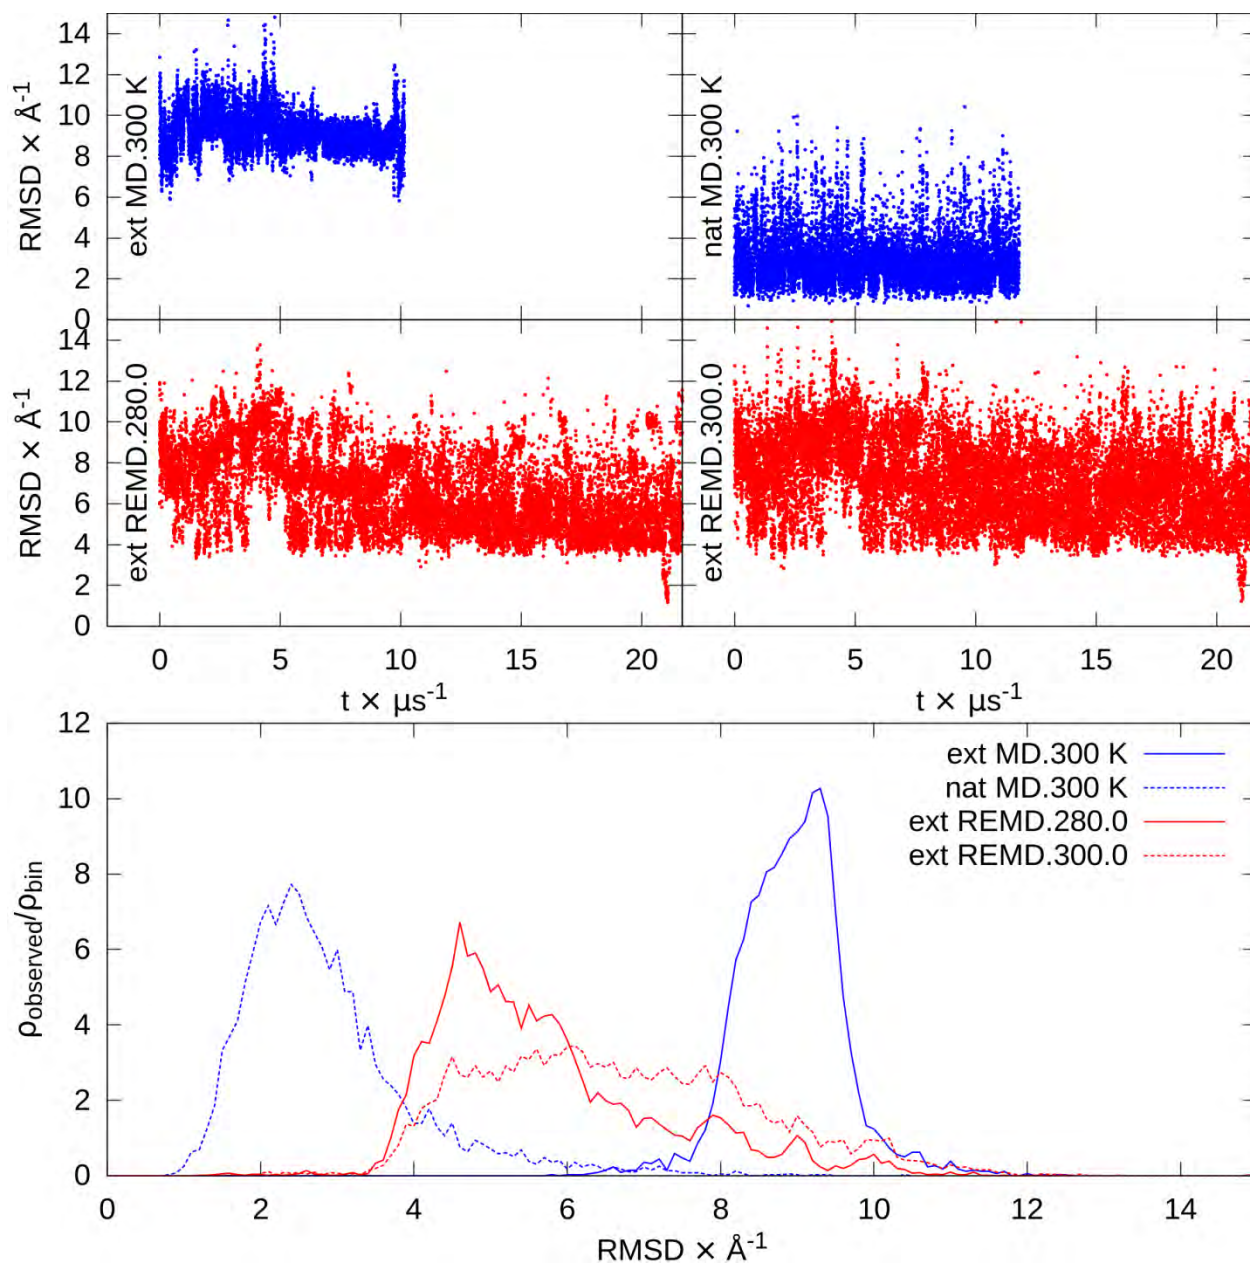 14
12
10
8
6
4
2
0
RMSD × Å⁻¹
ext MD.300 K
nat MD.300 K
14
12
10
8
6
4
2
0
RMSD × Å⁻¹
ext REMD.280.0
ext REMD.300.0
0 5 10 15 20
0 5 10 15 20
t × µs⁻¹
t × µs⁻¹
12
10
8
6
4
2
0
ρobserved/ρbin
ext MD.300 K
nat MD.300 K
ext REMD.280.0
ext REMD.300.0
0 2 4 6 8 10 12 14
RMSD × Å⁻¹